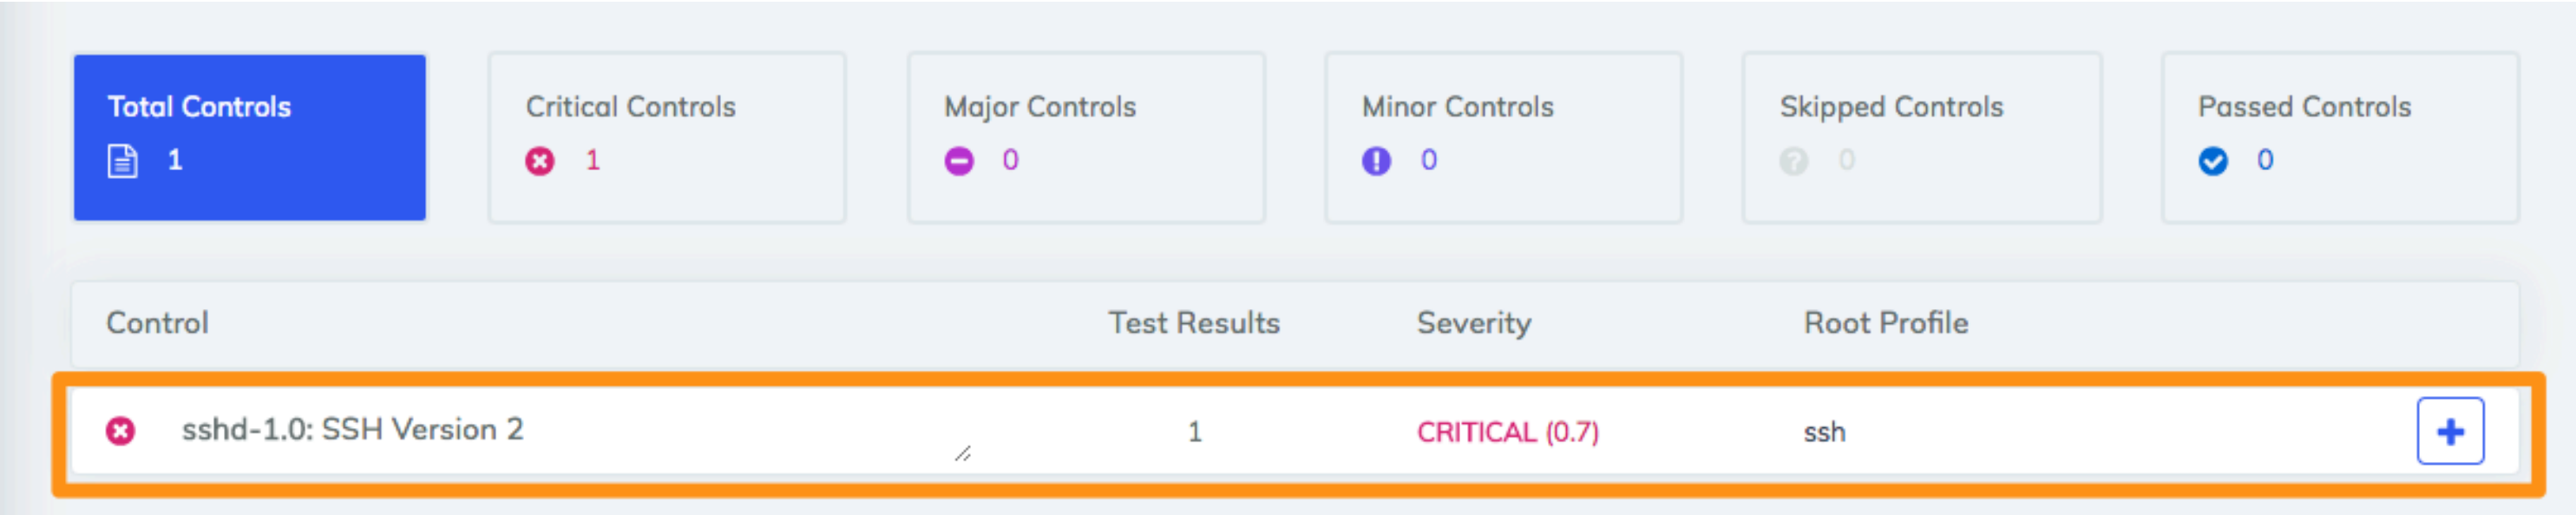 Total Controls
1
Critical Controls
1
Major Controls
0
Minor Controls
0
Skipped Controls
0
Passed Controls
0
Control Test Results Severity Root Profile
sshd-1.0: SSH Version 2 1 CRITICAL (0.7) ssh